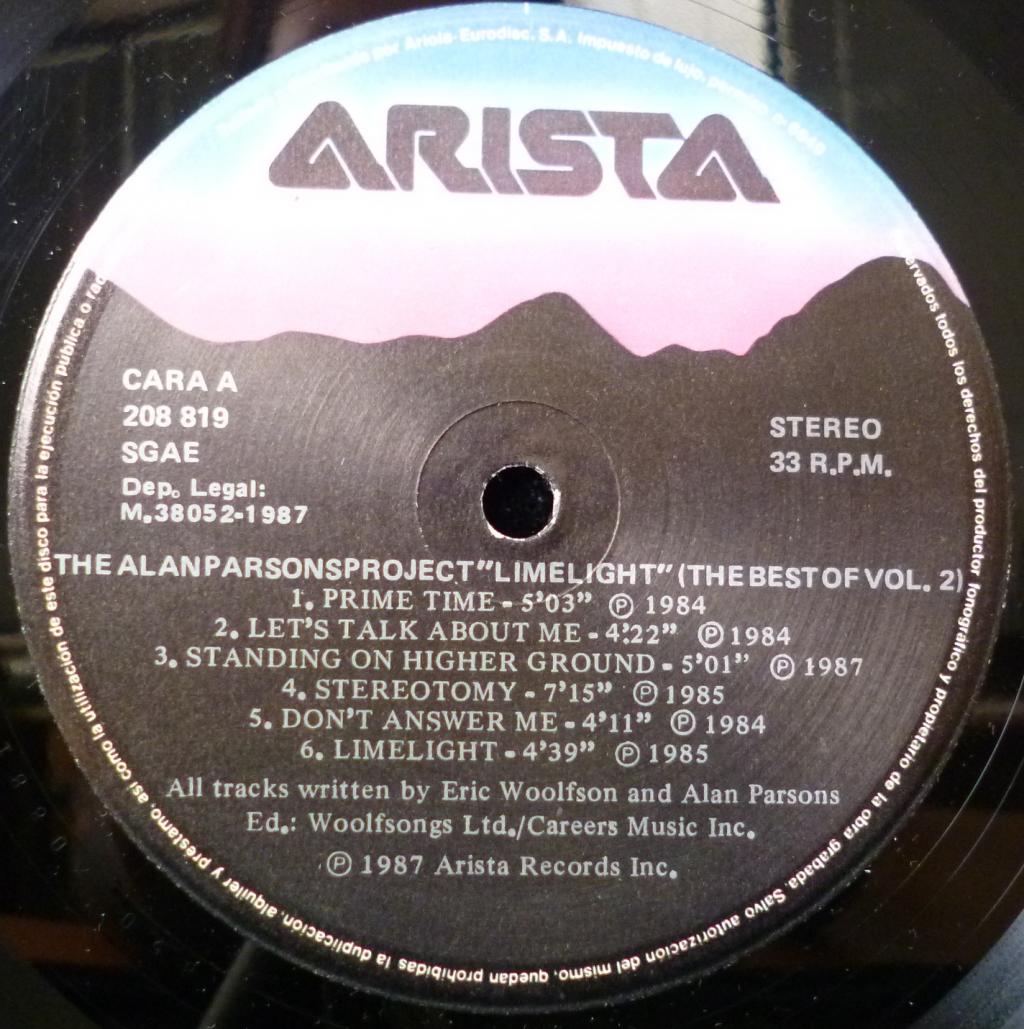 por Ariola-Eurodisc. S.A. Impuesto de lujo,
ARISTA
CARA A
208 819
SGAE
Dep. Legal:
M.38052-1987
STEREO
33 R.P.M.
THE ALAN PARSONS PROJECT "LIMELIGHT" (THE BEST OF VOL. 2)
1. PRIME TIME - 5'03" Ⓟ 1984
2. LET'S TALK ABOUT ME - 4'22" Ⓟ 1984
3. STANDING ON HIGHER GROUND - 5'01" Ⓟ 1987
4. STEREOTOMY - 7'15" Ⓟ 1985
5. DON'T ANSWER ME - 4'11" Ⓟ 1984
6. LIMELIGHT - 4'39" Ⓟ 1985
All tracks written by Eric Woolfson and Alan Parsons
Ed.: Woolfsongs Ltd./Careers Music Inc.
Ⓟ 1987 Arista Records Inc.
ervados todos los derechos del productor fonográfico y propietario de la obra grabada. Salvo autorización del mismo, quedan prohibidas la duplicación, alquiler y préstamo, así como la utilización de este disco para la ejecución pública o rad